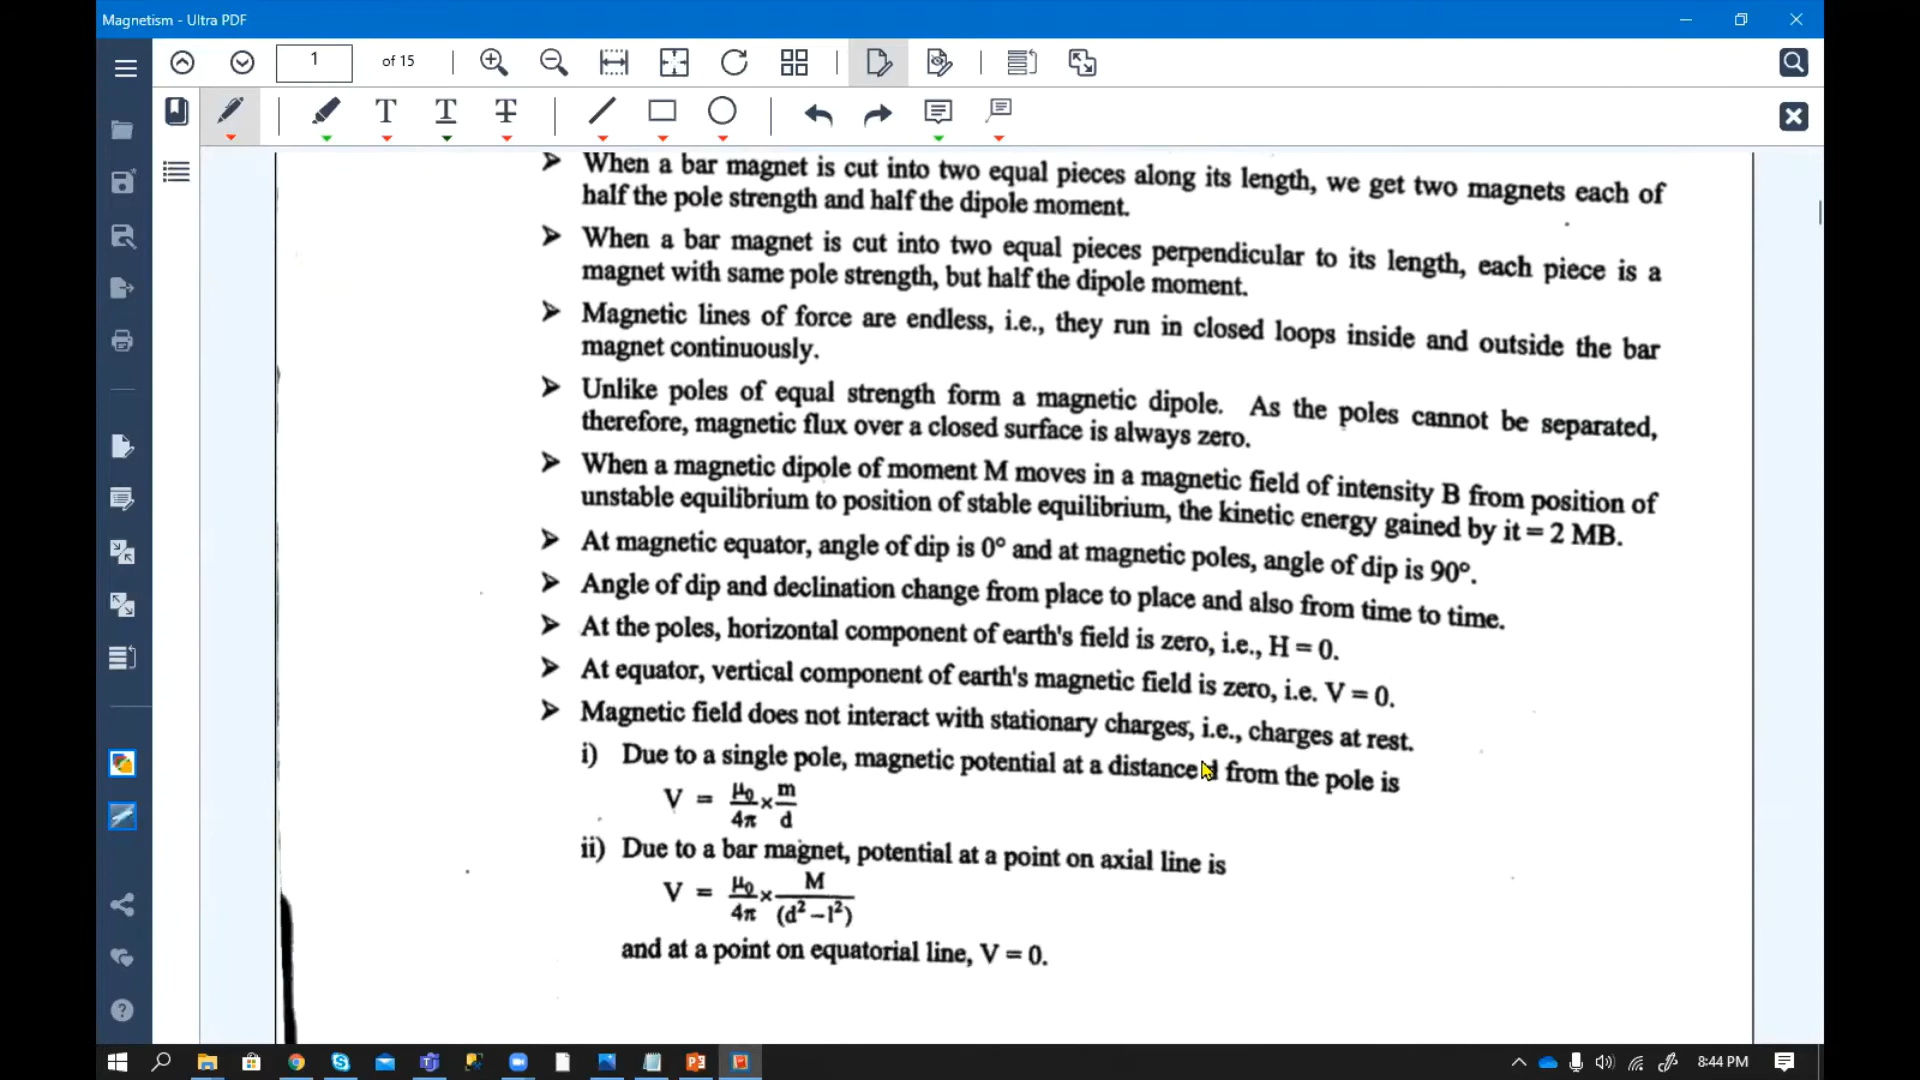 Magnetism - Ultra PDF
1 of 15
➢ When a bar magnet is cut into two equal pieces along its length, we get two magnets each of
half the pole strength and half the dipole moment.
➢ When a bar magnet is cut into two equal pieces perpendicular to its length, each piece is a
magnet with same pole strength, but half the dipole moment.
➢ Magnetic lines of force are endless, i.e., they run in closed loops inside and outside the bar
magnet continuously.
➢ Unlike poles of equal strength form a magnetic dipole. As the poles cannot be separated,
therefore, magnetic flux over a closed surface is always zero.
➢ When a magnetic dipole of moment M moves in a magnetic field of intensity B from position of
unstable equilibrium to position of stable equilibrium, the kinetic energy gained by it = 2 MB.
➢ At magnetic equator, angle of dip is 0° and at magnetic poles, angle of dip is 90°.
➢ Angle of dip and declination change from place to place and also from time to time.
➢ At the poles, horizontal component of earth's field is zero, i.e., H = 0.
➢ At equator, vertical component of earth's magnetic field is zero, i.e. V = 0.
➢ Magnetic field does not interact with stationary charges, i.e., charges at rest.
i) Due to a single pole, magnetic potential at a distance from the pole is
V = μ₀/4π × m/d
ii) Due to a bar magnet, potential at a point on axial line is
V = μ₀/4π × M/(d² – l²)
and at a point on equatorial line, V = 0.
8:44 PM